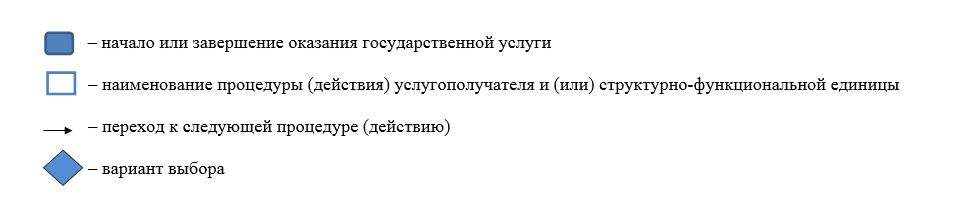 – начало или завершение оказания государственной услуги
– наименование процедуры (действия) услугополучателя и (или) структурно-функциональной единицы
– переход к следующей процедуре (действию)
– вариант выбора